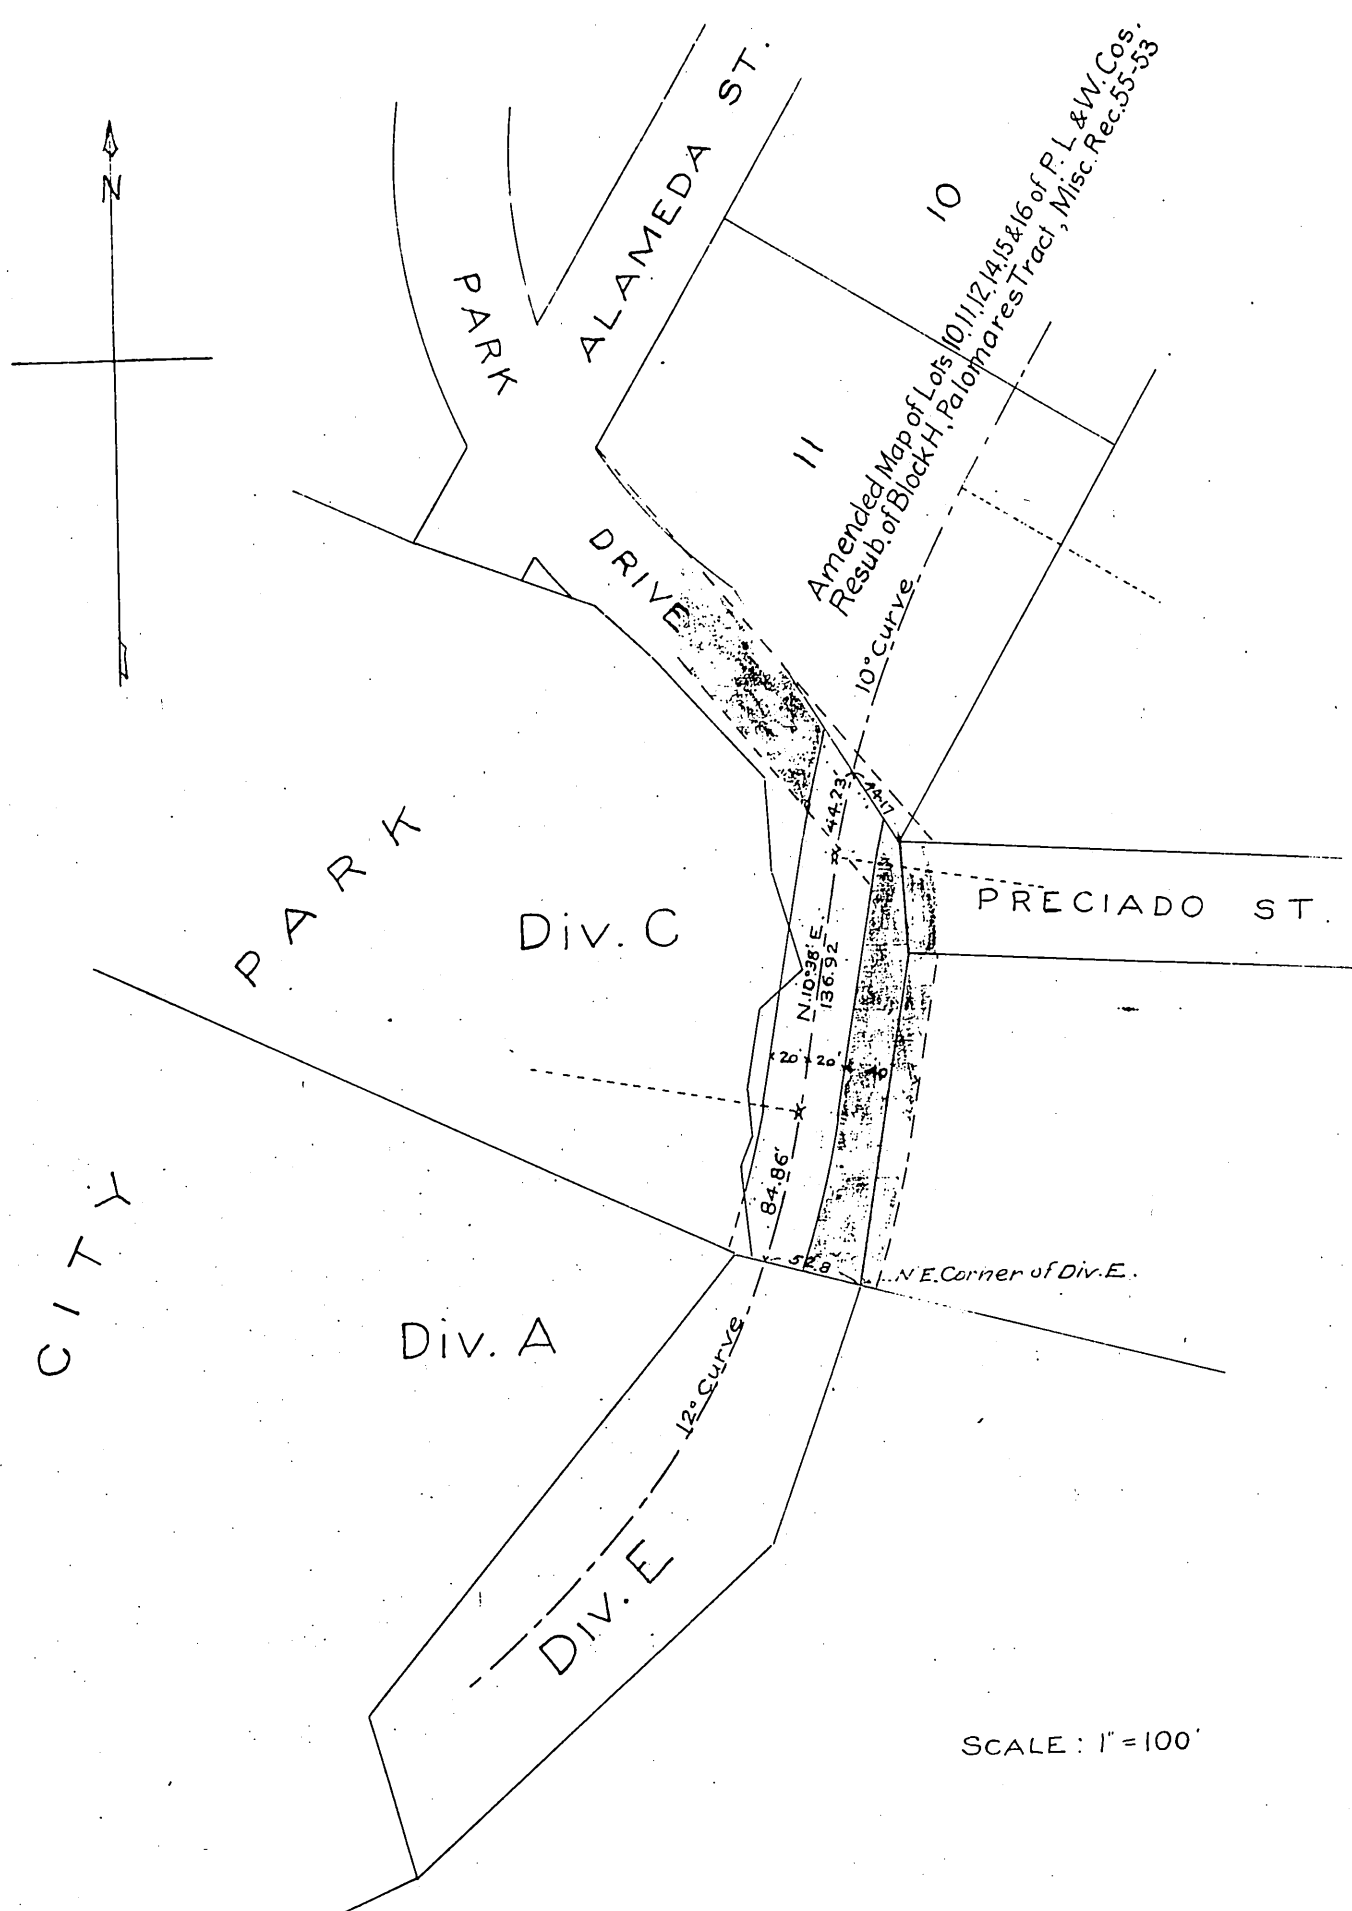 N
PARK
ALAMEDA ST.
10
11
Amended Map of Lots 10,11,12,14,15&16 of P. L. & W. Cos.
Resub. of Block H, Palomares Tract, Misc. Rec. 55-53
DRIVE
10° Curve
44.23'
44.17
PRECIADO ST.
CITY PARK
Div. C
N. 10°38' E.
136.92
20' 20' 40'
84.86'
52.8
N E. Corner of Div. E.
Div. A
12° Curve
Div. E
SCALE: 1" = 100'